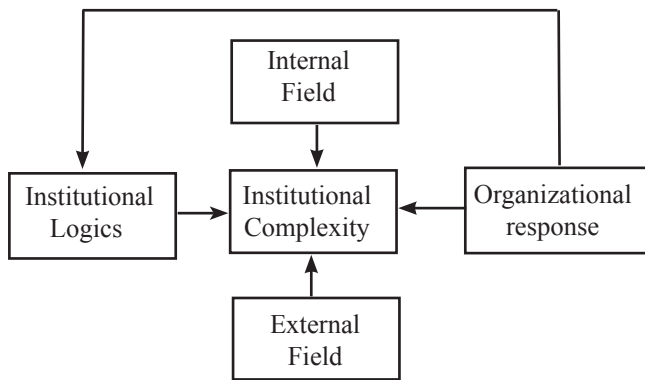 Internal
Field
Institutional
Logics
Institutional
Complexity
Organizational
response
External
Field